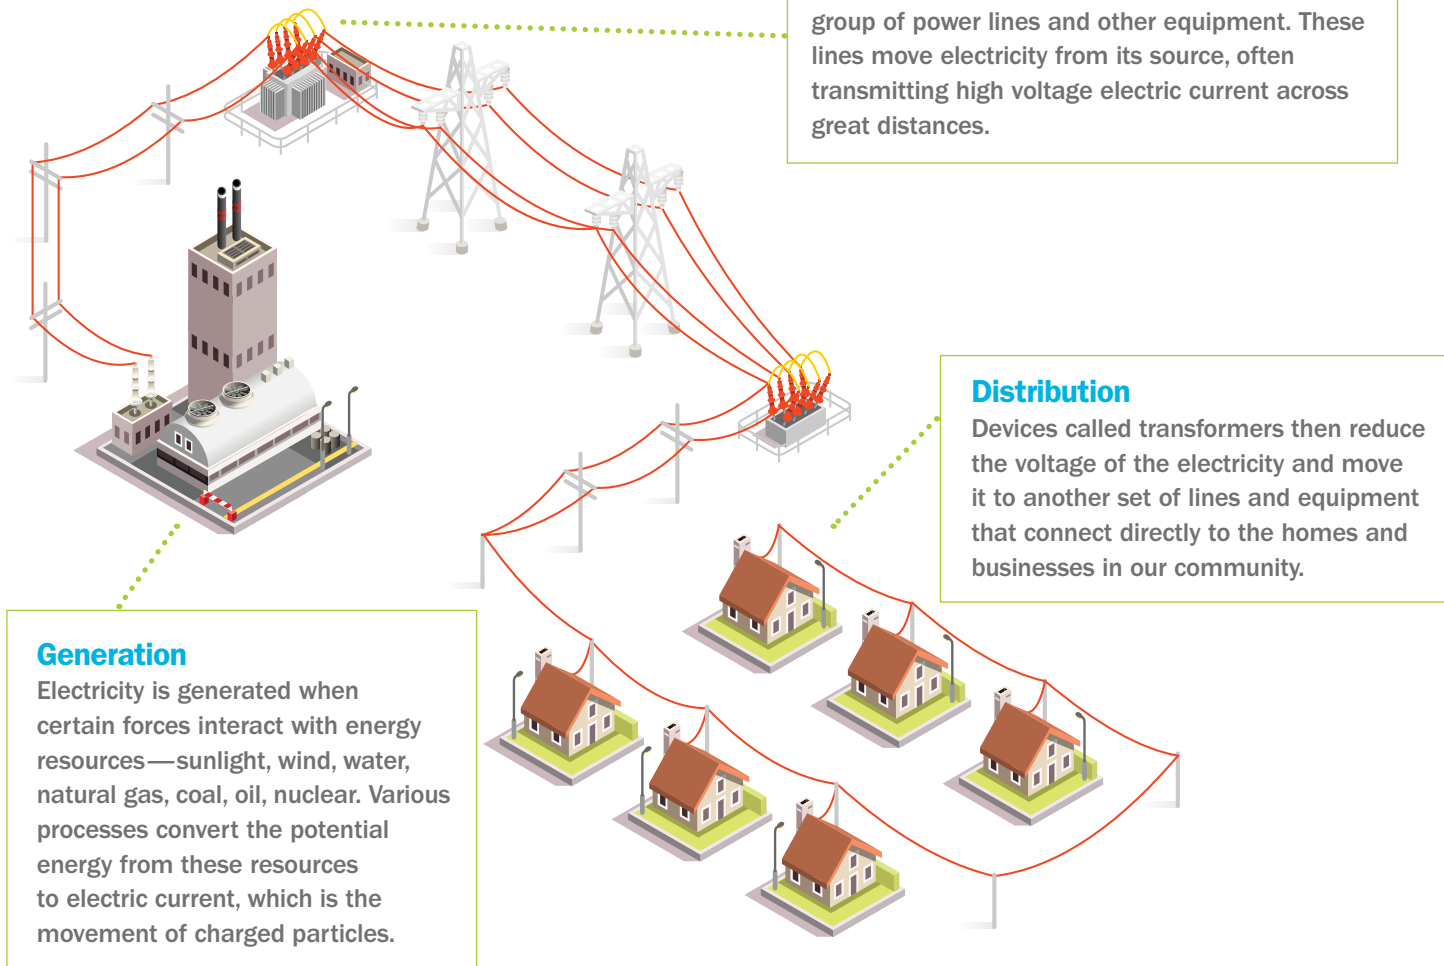 group of power lines and other equipment. These
lines move electricity from its source, often
transmitting high voltage electric current across
great distances.
Distribution
Devices called transformers then reduce
the voltage of the electricity and move
it to another set of lines and equipment
that connect directly to the homes and
businesses in our community.
Generation
Electricity is generated when
certain forces interact with energy
resources—sunlight, wind, water,
natural gas, coal, oil, nuclear. Various
processes convert the potential
energy from these resources
to electric current, which is the
movement of charged particles.